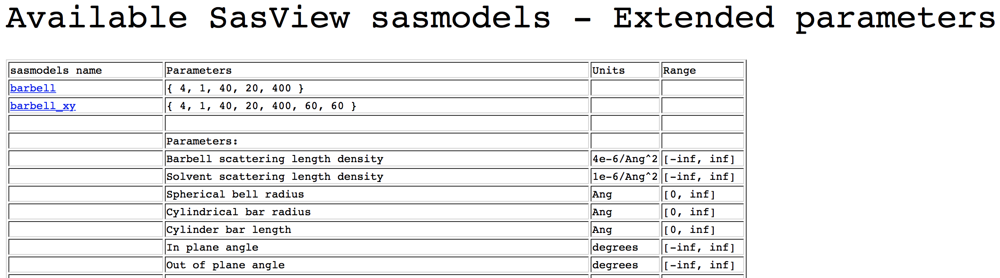 Available SasView sasmodels - Extended parameters
sasmodels name Parameters Units Range
barbell { 4, 1, 40, 20, 400 }
barbell_xy { 4, 1, 40, 20, 400, 60, 60 }
Parameters:
Barbell scattering length density 4e-6/Ang^2 [-inf, inf]
Solvent scattering length density 1e-6/Ang^2 [-inf, inf]
Spherical bell radius Ang [0, inf]
Cylindrical bar radius Ang [0, inf]
Cylinder bar length Ang [0, inf]
In plane angle degrees [-inf, inf]
Out of plane angle degrees [-inf, inf]